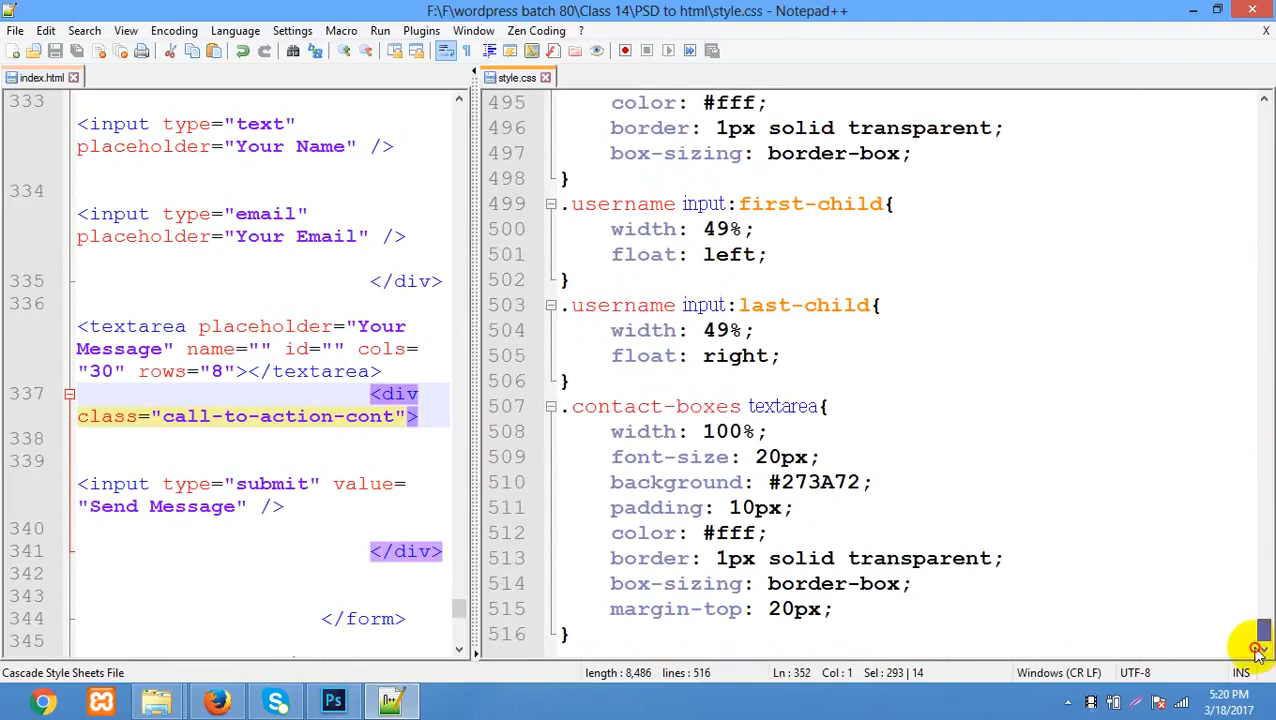 F:\F\wordpress batch 80\Class 14\PSD to html\style.css - Notepad++
File Edit Search View Encoding Language Settings Macro Run Plugins Window Zen Coding ? X
index.html
333
<input type="text"
placeholder="Your Name" />
334
<input type="email"
placeholder="Your Email" />
335 </div>
336
<textarea placeholder="Your
Message" name="" id="" cols=
"30" rows="8"></textarea>
337 <div
class="call-to-action-cont">
338
339
<input type="submit" value=
"Send Message" />
340
341 </div>
342
343
344 </form>
345
style.css
495 color: #fff;
496 border: 1px solid transparent;
497 box-sizing: border-box;
498 }
499 .username input:first-child{
500 width: 49%;
501 float: left;
502 }
503 .username input:last-child{
504 width: 49%;
505 float: right;
506 }
507 .contact-boxes textarea{
508 width: 100%;
509 font-size: 20px;
510 background: #273A72;
511 padding: 10px;
512 color: #fff;
513 border: 1px solid transparent;
514 box-sizing: border-box;
515 margin-top: 20px;
516 }
Cascade Style Sheets File length : 8,486 lines : 516 Ln : 352 Col : 1 Sel : 293 | 14 Windows (CR LF) UTF-8 INS
Ps
5:20 PM
3/18/2017